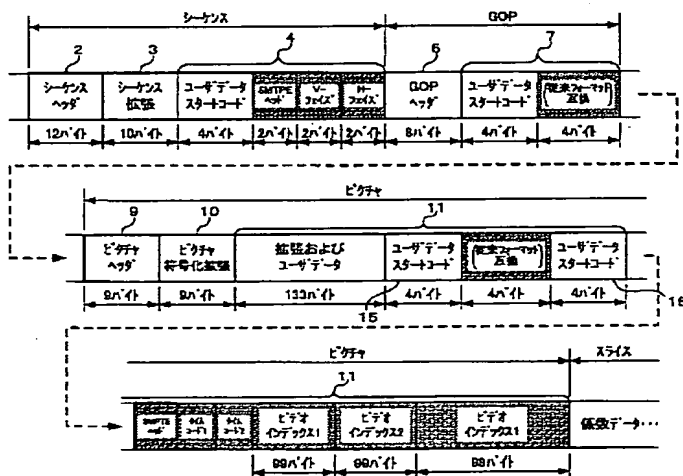 シーケンス GOP
2 3 4 6 7
シーケンス シーケンス ユーザデータ SMTPE V- H- GOP ユーザデータ (従来フォーマット)
ヘッダ 拡張 スタートコード ヘッド フェイズ フェイズ ヘッダ スタートコード 互換
12バイト 10バイト 4バイト 2バイト 2バイト 2バイト 8バイト 4バイト 4バイト
ピクチャ
9 10 11
ピクチャ ピクチャ 拡張および ユーザデータ (従来フォーマット) ユーザデータ
ヘッダ 符号化拡張 ユーザデータ スタートコード 互換 スタートコード
9バイト 9バイト 133バイト 4バイト 4バイト 4バイト
15 16
ピクチャ スライス
11
SMPTE タイム タイム ビデオ ビデオ ビデオ 係数データ…
ヘッド コード1 コード2 インデックス1 インデックス2 インデックス1
99バイト 99バイト